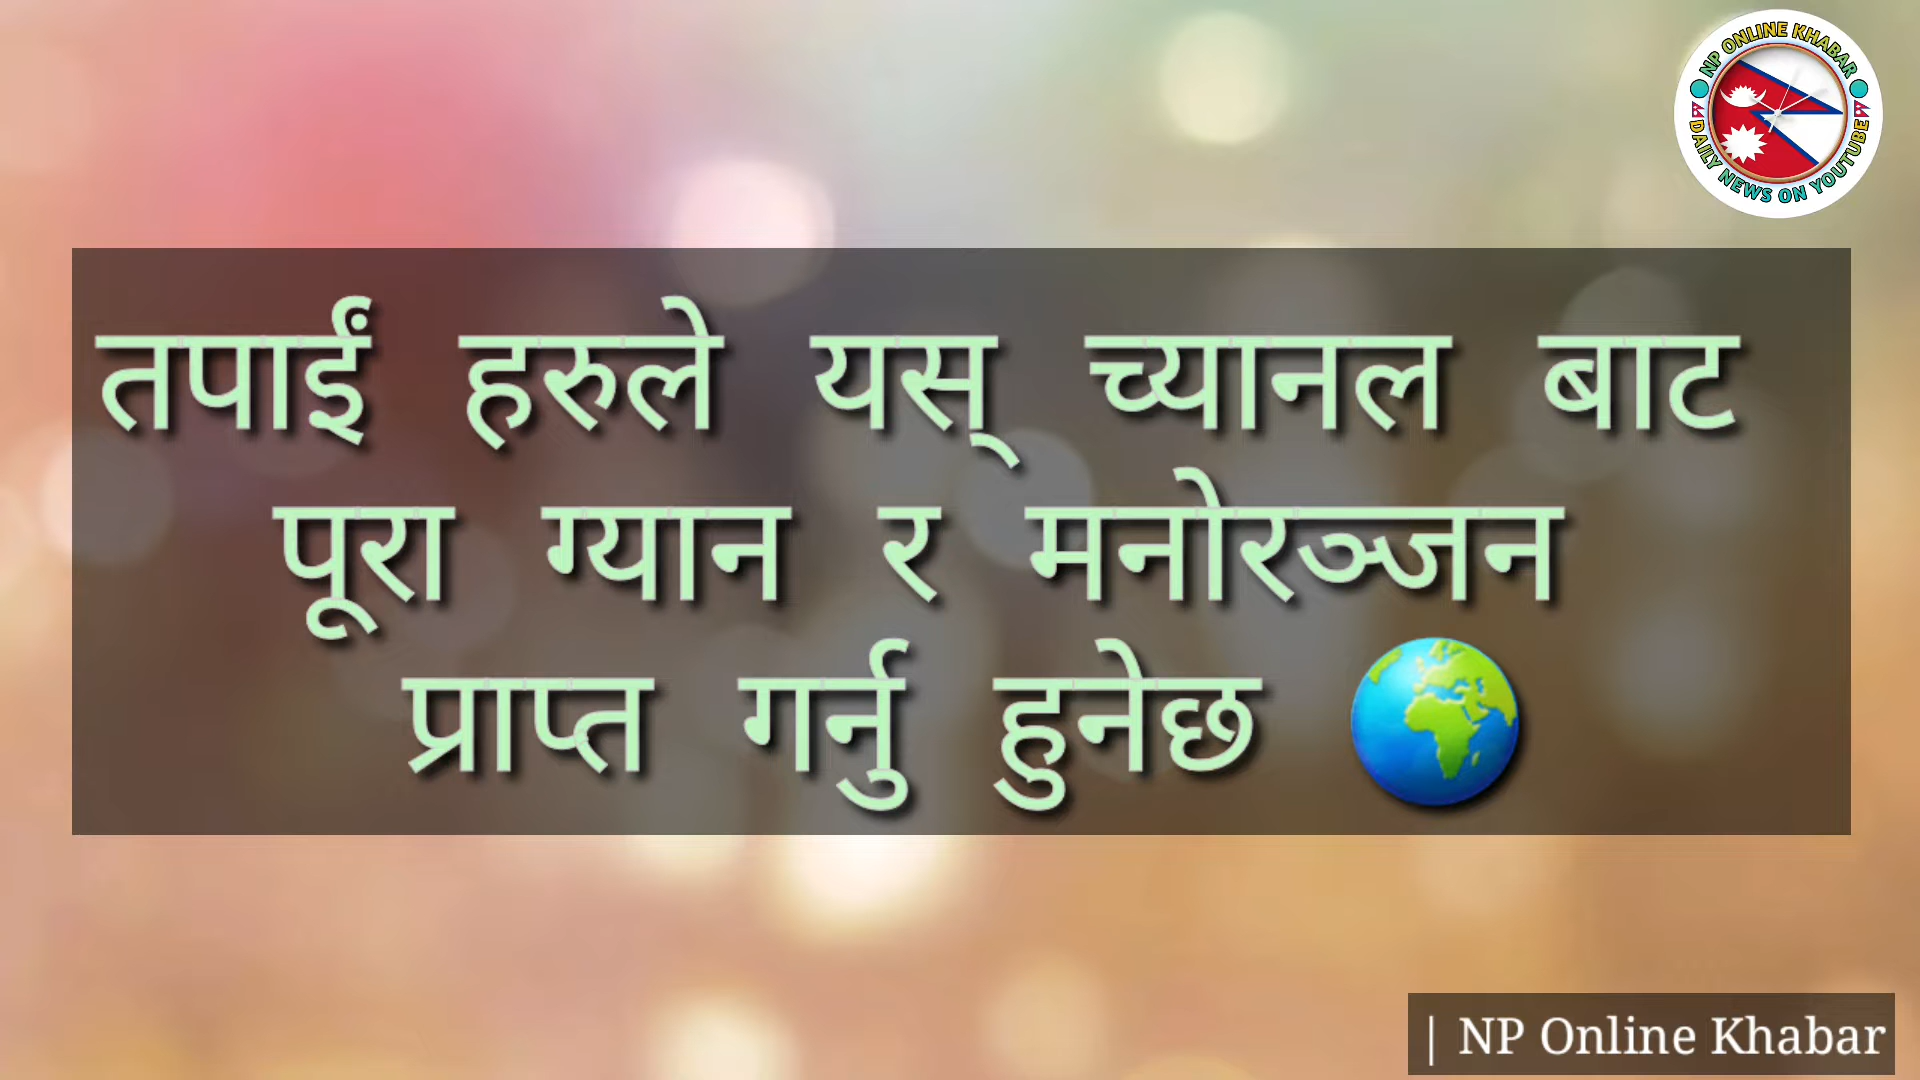 NP ONLINE KHABAR
DAILY NEWS ON YOUTUBE
तपाईं हरुले यस् च्यानल बाट
पूरा ग्यान र मनोरञ्जन
प्राप्त गर्नु हुनेछ 🌍
| NP Online Khabar